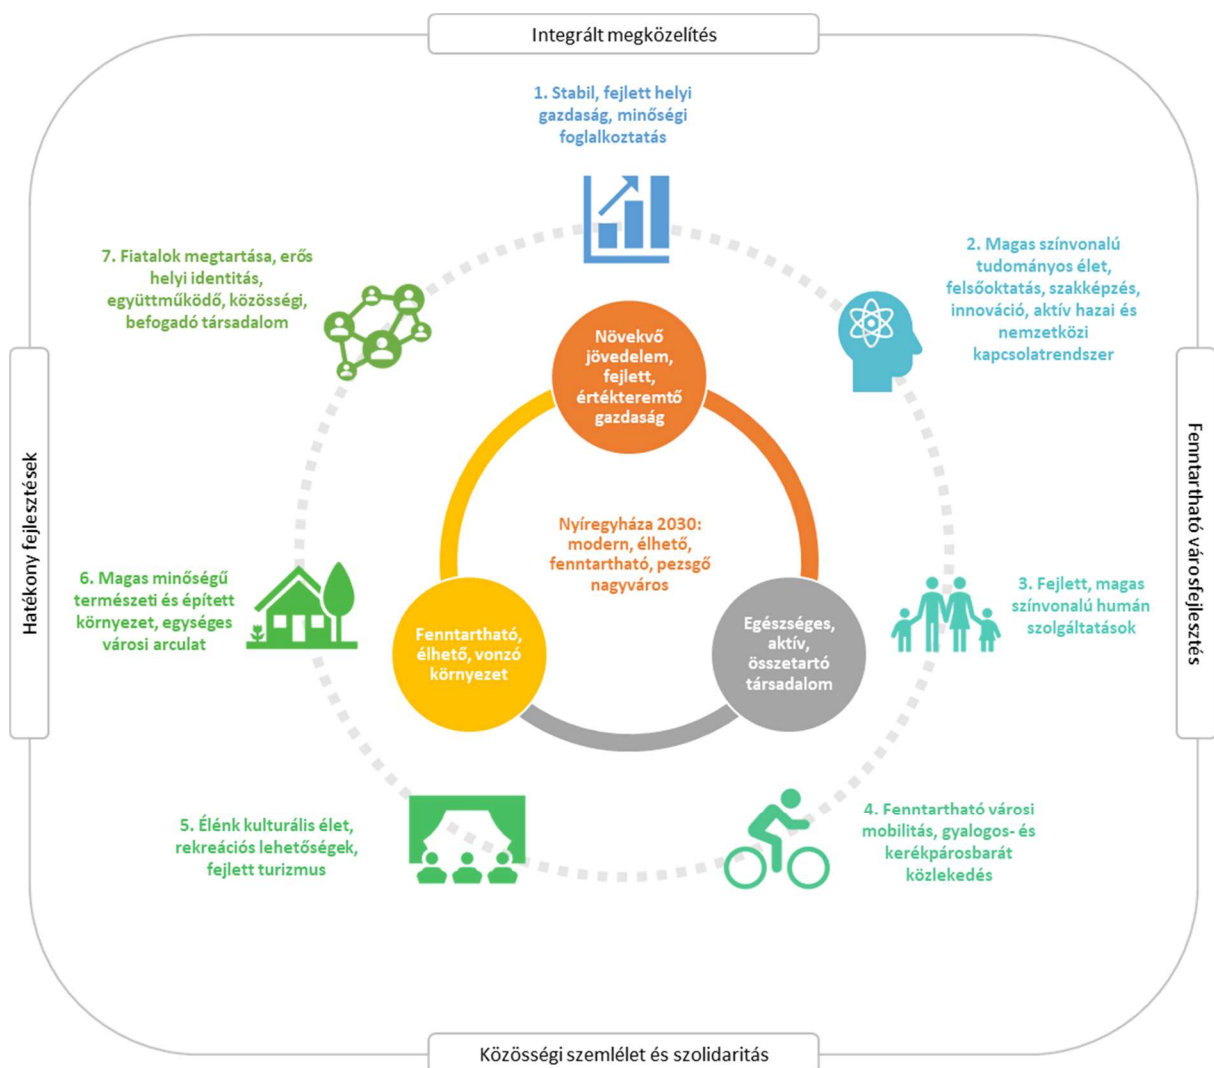 Integrált megközelítés
1. Stabil, fejlett helyi
gazdaság, minőségi
foglalkoztatás
2. Magas színvonalú
tudományos élet,
felsőoktatás, szakképzés,
innováció, aktív hazai és
nemzetközi
kapcsolatrendszer
7. Fiatalok megtartása, erős
helyi identitás,
együttműködő, közösségi,
befogadó társadalom
Növekvő
jövedelem,
fejlett,
értékteremtő
gazdaság
Hatékony fejlesztések
Fenntartható városfejlesztés
Nyíregyháza 2030:
modern, élhető,
fenntartható, pezsgő
nagyváros
6. Magas minőségű
természeti és épített
környezet, egységes
városi arculat
Fenntartható,
élhető, vonzó
környezet
Egészséges,
aktív,
összetartó
társadalom
3. Fejlett, magas
színvonalú humán
szolgáltatások
5. Élénk kulturális élet,
rekreációs lehetőségek,
fejlett turizmus
4. Fenntartható városi
mobilitás, gyalogos- és
kerékpárosbarát
közlekedés
Közösségi szemlélet és szolidaritás